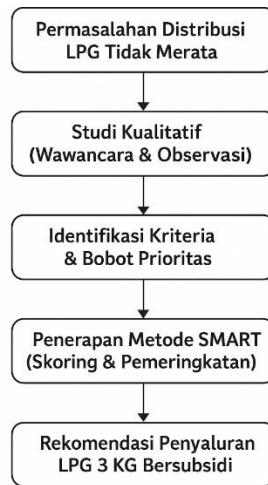 Permasalahan Distribusi
LPG Tidak Merata
Studi Kualitatif
(Wawancara & Observasi)
Identifikasi Kriteria
& Bobot Prioritas
Penerapan Metode SMART
(Skoring & Pemeringkatan)
Rekomendasi Penyaluran
LPG 3 KG Bersubsidi